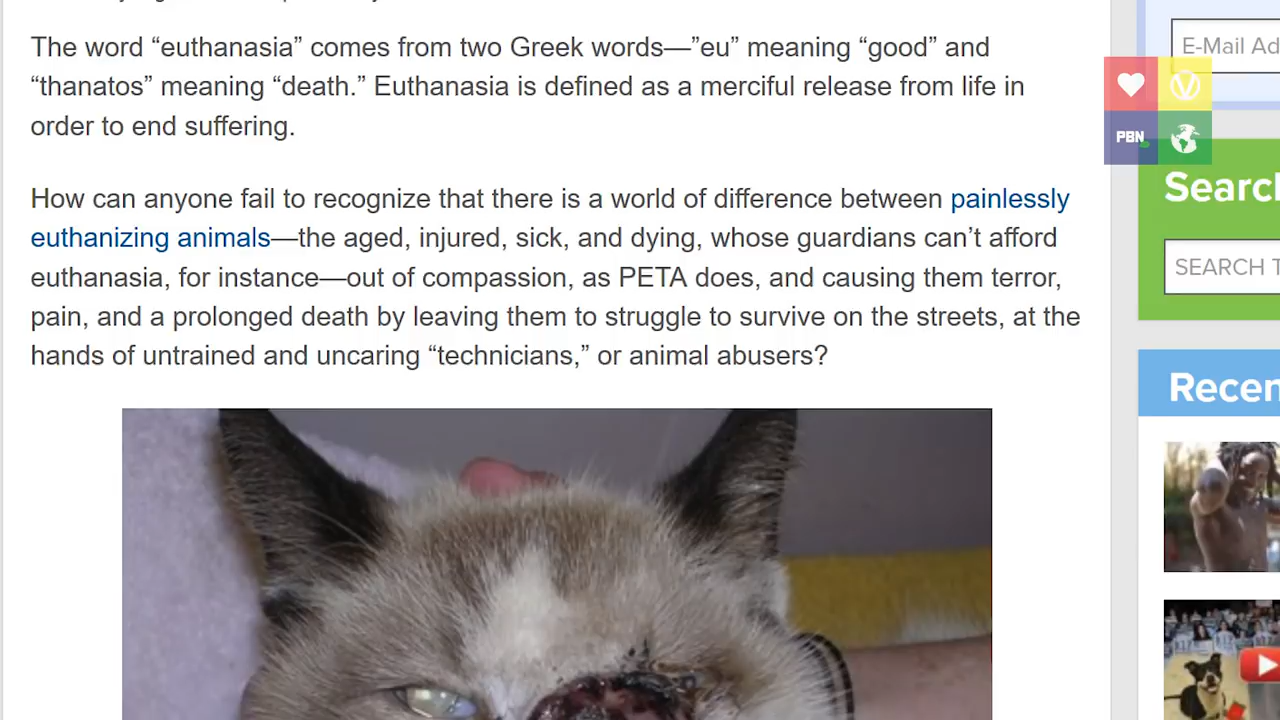 The word “euthanasia” comes from two Greek words—”eu” meaning “good” and
“thanatos” meaning “death.” Euthanasia is defined as a merciful release from life in
order to end suffering.
How can anyone fail to recognize that there is a world of difference between painlessly
euthanizing animals—the aged, injured, sick, and dying, whose guardians can’t afford
euthanasia, for instance—out of compassion, as PETA does, and causing them terror,
pain, and a prolonged death by leaving them to struggle to survive on the streets, at the
hands of untrained and uncaring “technicians,” or animal abusers?
E-Mail Ad
PBN
Search
SEARCH T
Recen